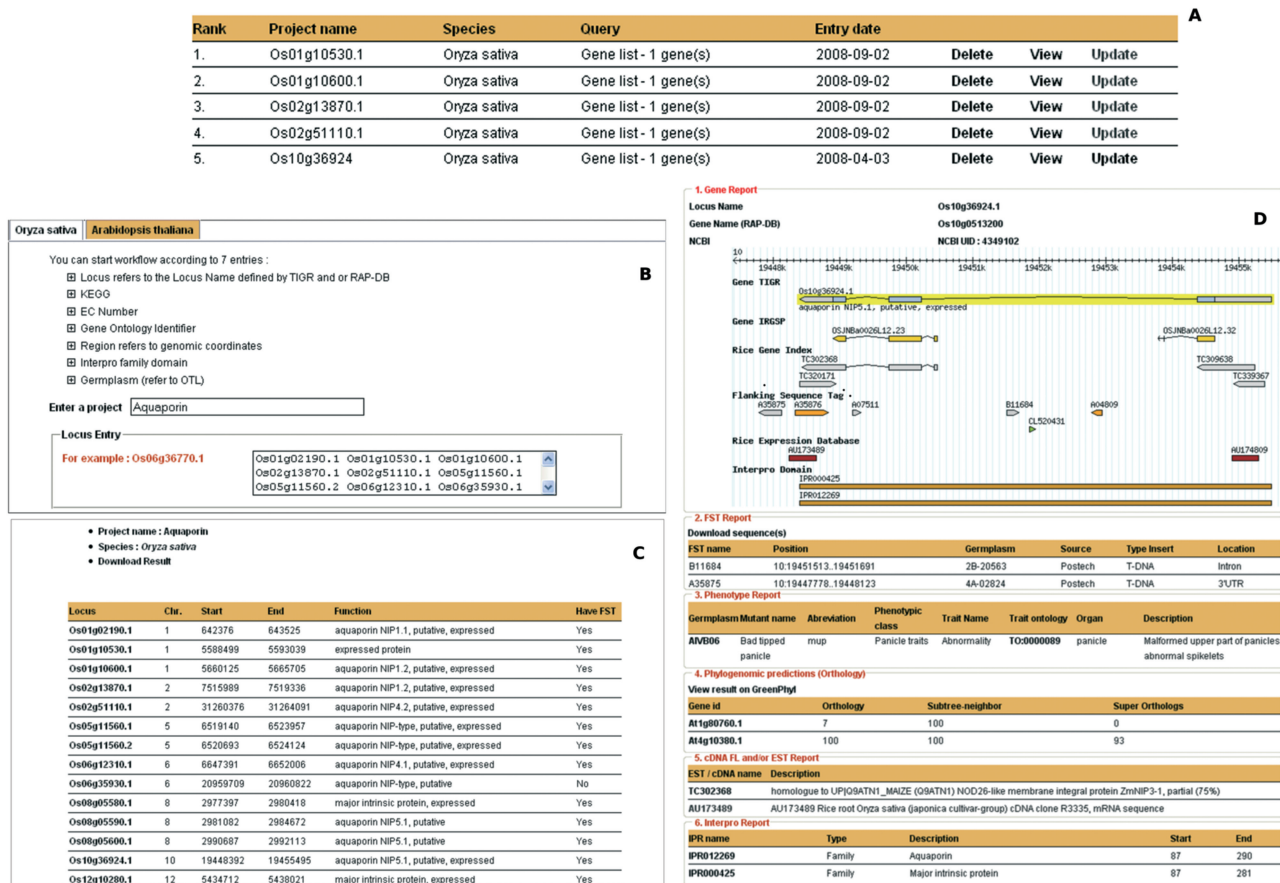 A
Rank Project name Species Query Entry date
1. Os01g10530.1 Oryza sativa Gene list - 1 gene(s) 2008-09-02 Delete View Update
2. Os01g10600.1 Oryza sativa Gene list - 1 gene(s) 2008-09-02 Delete View Update
3. Os02g13870.1 Oryza sativa Gene list - 1 gene(s) 2008-09-02 Delete View Update
4. Os02g51110.1 Oryza sativa Gene list - 1 gene(s) 2008-09-02 Delete View Update
5. Os10g36924 Oryza sativa Gene list - 1 gene(s) 2008-04-03 Delete View Update
B
Oryza sativa Arabidopsis thaliana
You can start workflow according to 7 entries :
Locus refers to the Locus Name defined by TIGR and or RAP-DB
KEGG
EC Number
Gene Ontology Identifier
Region refers to genomic coordinates
Interpro family domain
Germplasm (refer to OTL)
Enter a project Aquaporin
Locus Entry
For example : Os06g36770.1
Os01g02190.1 Os01g10530.1 Os01g10600.1
Os02g13870.1 Os02g51110.1 Os05g11560.1
Os05g11560.2 Os06g12310.1 Os06g35930.1
C
Project name : Aquaporin
Species : Oryza sativa
Download Result
Locus Chr. Start End Function Have FST
Os01g02190.1 1 642376 643525 aquaporin NIP1.1, putative, expressed Yes
Os01g10530.1 1 5588499 5593039 expressed protein Yes
Os01g10600.1 1 5660125 5665705 aquaporin NIP1.2, putative, expressed Yes
Os02g13870.1 2 7515989 7519336 aquaporin NIP1.2, putative, expressed Yes
Os02g51110.1 2 31260376 31264091 aquaporin NIP4.2, putative, expressed Yes
Os05g11560.1 5 6519140 6523957 aquaporin NIP-type, putative, expressed Yes
Os05g11560.2 5 6520693 6524124 aquaporin NIP-type, putative, expressed Yes
Os06g12310.1 6 6647391 6652006 aquaporin NIP4.1, putative, expressed Yes
Os06g35930.1 6 20959709 20960822 aquaporin NIP-type, putative No
Os08g05580.1 8 2977397 2980418 major intrinsic protein, expressed Yes
Os08g05590.1 8 2981082 2984672 aquaporin NIP5.1, putative Yes
Os08g05600.1 8 2990687 2992113 aquaporin NIP5.1, putative Yes
Os10g36924.1 10 19448392 19455495 aquaporin NIP5.1, putative, expressed Yes
Os12g10280.1 12 5434712 5438021 major intrinsic protein, expressed Yes
D
1. Gene Report
Locus Name Os10g36924.1
Gene Name (RAP-DB) Os10g0513200
NCBI NCBI UID : 4349102
10
19448k 19449k 19450k 19451k 19452k 19453k 19454k 19455k
Gene TIGR
Os10g36924.1
aquaporin NIP5.1, putative, expressed
Gene IRGSP
OSJNBa0026L12.23 OSJNBa0026L12.32
Rice Gene Index
TC302368 TC309638
TC320171 TC339367
Flanking Sequence Tag
A35875 A35876 A07511 B11684 A04809
CL520431
Rice Expression Database
AU173489 AU174809
Interpro Domain
IPR000425
IPR012269
2. FST Report
Download sequence(s)
FST name Position Germplasm Source Type Insert Location
B11684 10:19451513..19451691 2B-20563 Postech T-DNA Intron
A35875 10:19447778..19448123 4A-02824 Postech T-DNA 3'UTR
3. Phenotype Report
Germplasm Mutant name Abreviation Phenotypic class Trait Name Trait ontology Organ Description
AIVB06 Bad tipped panicle mup Panicle traits Abnormality TO:0000089 panicle Malformed upper part of panicles abnormal spikelets
4. Phylogenomic predictions (Orthology)
View result on GreenPhyl
Gene id Orthology Subtree-neighbor Super Orthologs
At1g80760.1 7 100 0
At4g10380.1 100 100 93
5. cDNA FL and/or EST Report
EST / cDNA name Description
TC302368 homologue to UP|Q9ATN1_MAIZE (Q9ATN1) NOD26-like membrane integral protein ZmNIP3-1, partial (75%)
AU173489 AU173489 Rice root Oryza sativa (japonica cultivar-group) cDNA clone R3335, mRNA sequence
6. Interpro Report
IPR name Type Description Start End
IPR012269 Family Aquaporin 87 290
IPR000425 Family Major intrinsic protein 87 281